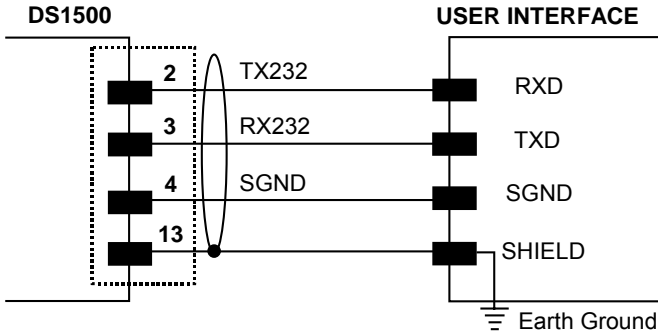 DS1500 USER INTERFACE
2 TX232 RXD
3 RX232 TXD
4 SGND SGND
13 SHIELD
Earth Ground